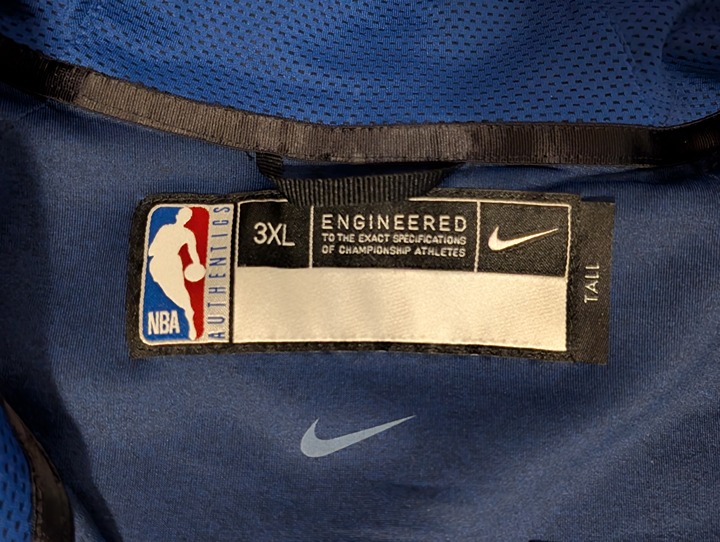 NBA
AUTHENTICS
3XL
ENGINEERED
TO THE EXACT SPECIFICATIONS
OF CHAMPIONSHIP ATHLETES
TALL